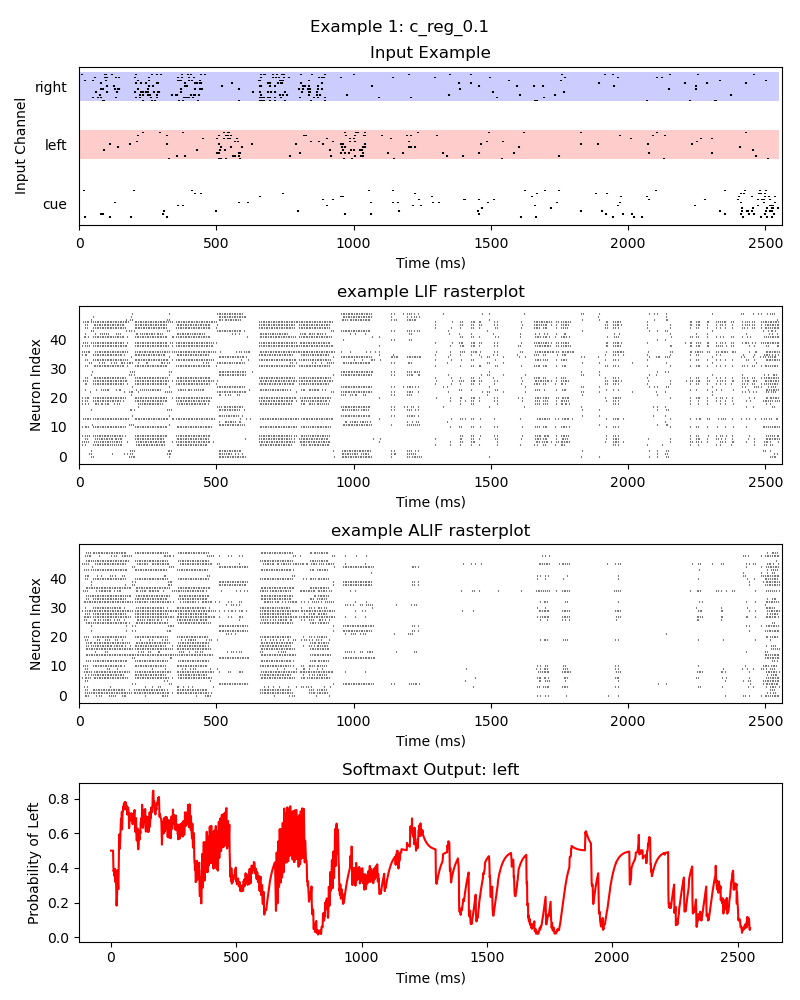 Example 1: c_reg_0.1
Input Example
Input Channel
right
left
cue
0 500 1000 1500 2000 2500
Time (ms)
example LIF rasterplot
Neuron Index
40
30
20
10
0
0 500 1000 1500 2000 2500
Time (ms)
example ALIF rasterplot
Neuron Index
40
30
20
10
0
0 500 1000 1500 2000 2500
Time (ms)
Softmaxt Output: left
Probability of Left
0.8
0.6
0.4
0.2
0.0
0 500 1000 1500 2000 2500
Time (ms)